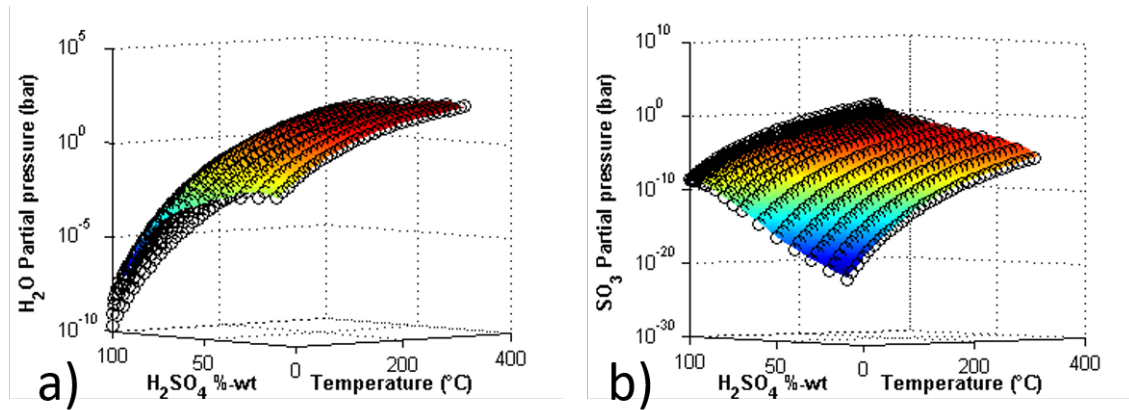 10^5
10^0
10^-5
10^-10
H2O Partial pressure (bar)
100
50
0
200
400
H2SO4 %-wt
Temperature (°C)
a)
10^10
10^0
10^-10
10^-20
10^-30
SO3 Partial pressure (bar)
100
50
0
200
400
H2SO4 %-wt
Temperature (°C)
b)